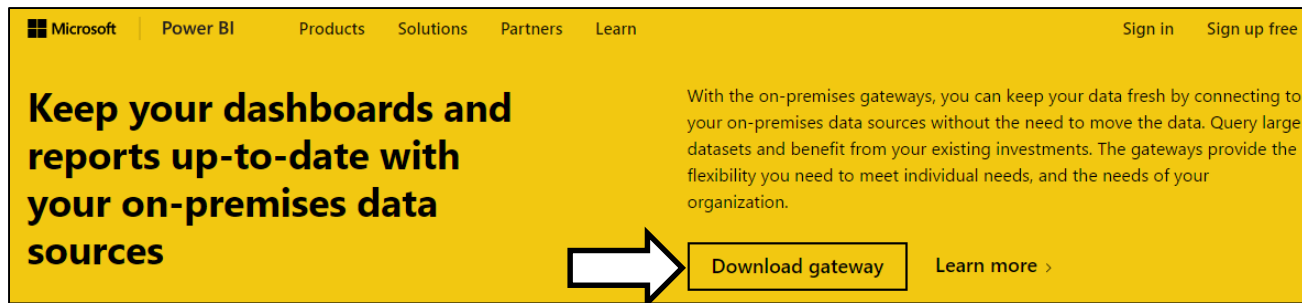 Microsoft Power BI Products Solutions Partners Learn Sign in Sign up free
Keep your dashboards and
reports up-to-date with
your on-premises data
sources
With the on-premises gateways, you can keep your data fresh by connecting to
your on-premises data sources without the need to move the data. Query large
datasets and benefit from your existing investments. The gateways provide the
flexibility you need to meet individual needs, and the needs of your
organization.
Download gateway Learn more >